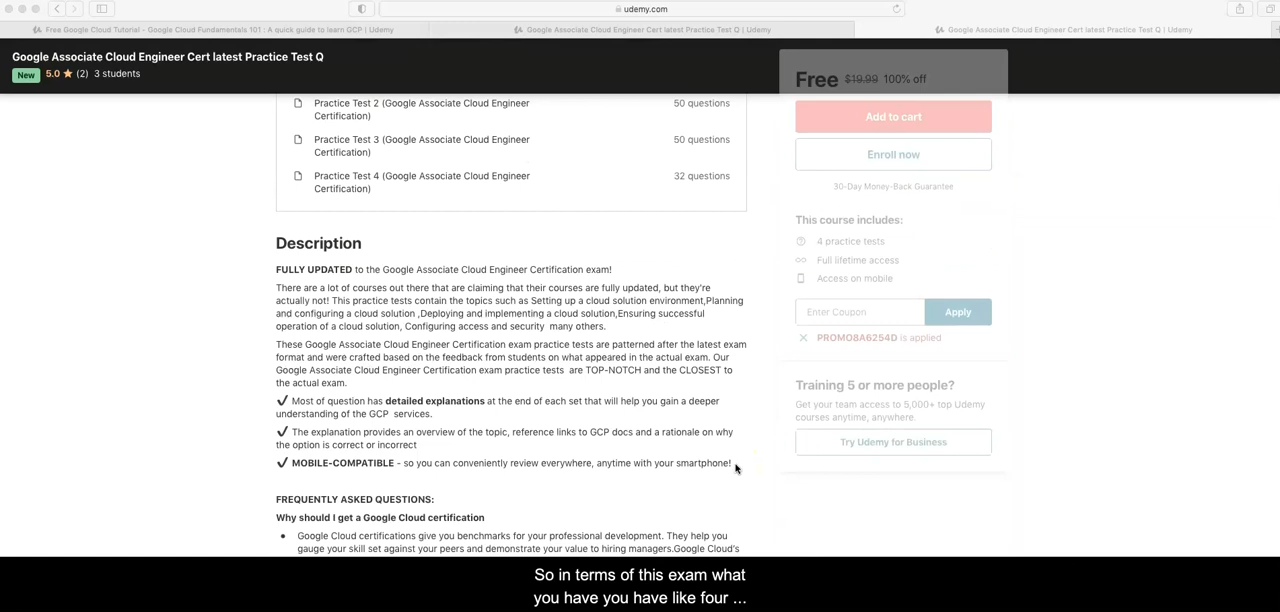 udemy.com
Free Google Cloud Tutorial - Google Cloud Fundamentals 101 : A quick guide to learn GCP | Udemy
Google Associate Cloud Engineer Cert latest Practice Test Q | Udemy
Google Associate Cloud Engineer Cert latest Practice Test Q | Udemy
Google Associate Cloud Engineer Cert latest Practice Test Q
New 5.0 (2) 3 students
Practice Test 2 (Google Associate Cloud Engineer
Certification)
50 questions
Practice Test 3 (Google Associate Cloud Engineer
Certification)
50 questions
Practice Test 4 (Google Associate Cloud Engineer
Certification)
32 questions
Description
FULLY UPDATED to the Google Associate Cloud Engineer Certification exam!
There are a lot of courses out there that are claiming that their courses are fully updated, but they're
actually not! This practice tests contain the topics such as Setting up a cloud solution environment,Planning
and configuring a cloud solution ,Deploying and implementing a cloud solution,Ensuring successful
operation of a cloud solution, Configuring access and security  many others.
These Google Associate Cloud Engineer Certification exam practice tests are patterned after the latest exam
format and were crafted based on the feedback from students on what appeared in the actual exam. Our
Google Associate Cloud Engineer Certification exam practice tests  are TOP-NOTCH and the CLOSEST to
the actual exam.
✔ Most of question has detailed explanations at the end of each set that will help you gain a deeper
understanding of the GCP  services.
✔ The explanation provides an overview of the topic, reference links to GCP docs and a rationale on why
the option is correct or incorrect
✔ MOBILE-COMPATIBLE - so you can conveniently review everywhere, anytime with your smartphone!
FREQUENTLY ASKED QUESTIONS:
Why should I get a Google Cloud certification
• Google Cloud certifications give you benchmarks for your professional development. They help you
gauge your skill set against your peers and demonstrate your value to hiring managers.Google Cloud's
Free $19.99 100% off
Add to cart
Enroll now
30-Day Money-Back Guarantee
This course includes:
4 practice tests
Full lifetime access
Access on mobile
Enter Coupon
Apply
PROMO8A6254D is applied
Training 5 or more people?
Get your team access to 5,000+ top Udemy
courses anytime, anywhere.
Try Udemy for Business
So in terms of this exam what
you have you have like four ...